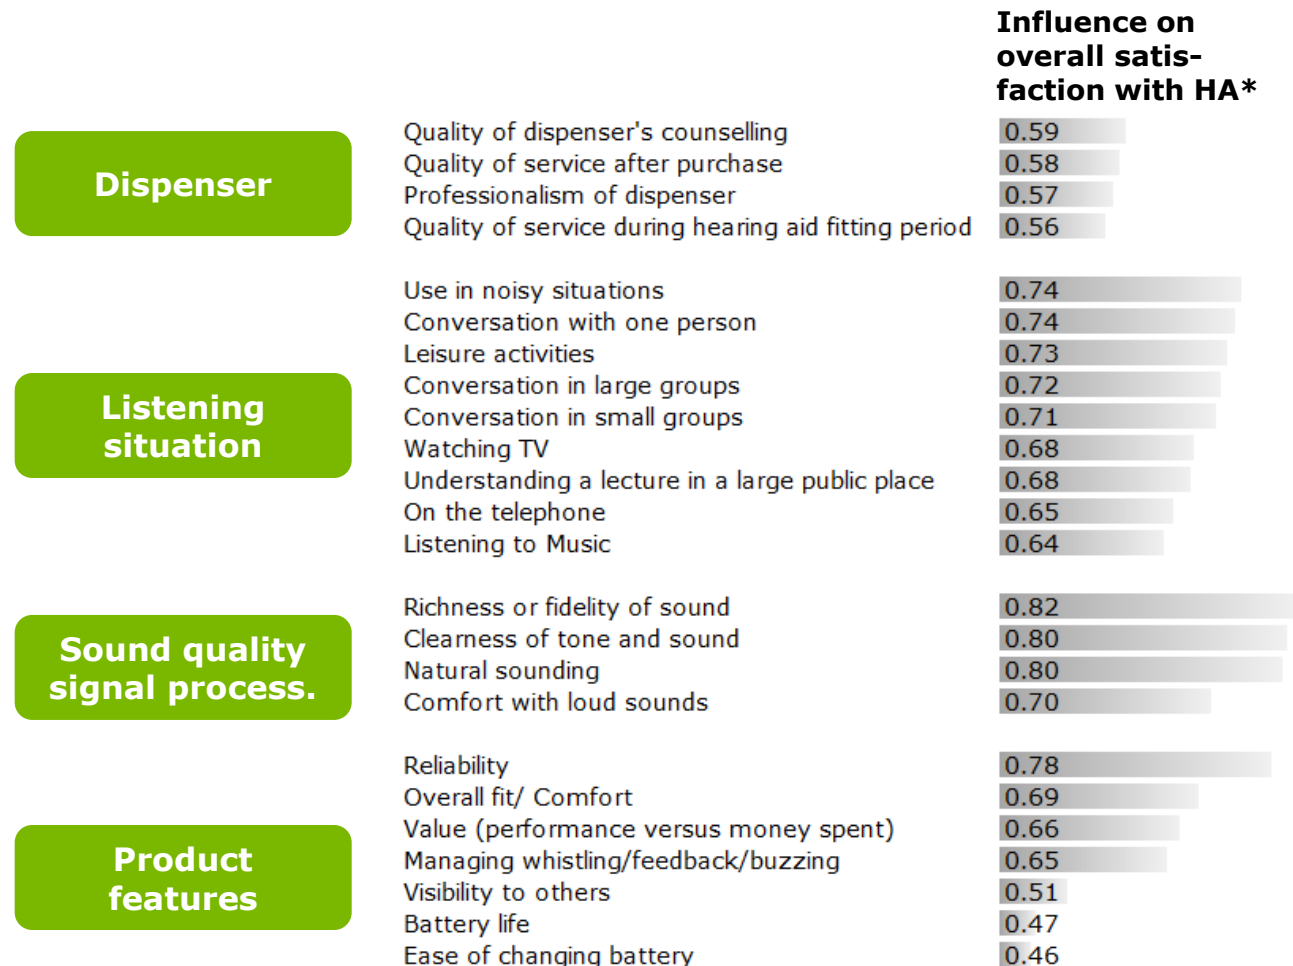 Influence on
overall satis-
faction with HA*
Dispenser
Quality of dispenser's counselling 0.59
Quality of service after purchase 0.58
Professionalism of dispenser 0.57
Quality of service during hearing aid fitting period 0.56
Listening
situation
Use in noisy situations 0.74
Conversation with one person 0.74
Leisure activities 0.73
Conversation in large groups 0.72
Conversation in small groups 0.71
Watching TV 0.68
Understanding a lecture in a large public place 0.68
On the telephone 0.65
Listening to Music 0.64
Sound quality
signal process.
Richness or fidelity of sound 0.82
Clearness of tone and sound 0.80
Natural sounding 0.80
Comfort with loud sounds 0.70
Product
features
Reliability 0.78
Overall fit/ Comfort 0.69
Value (performance versus money spent) 0.66
Managing whistling/feedback/buzzing 0.65
Visibility to others 0.51
Battery life 0.47
Ease of changing battery 0.46